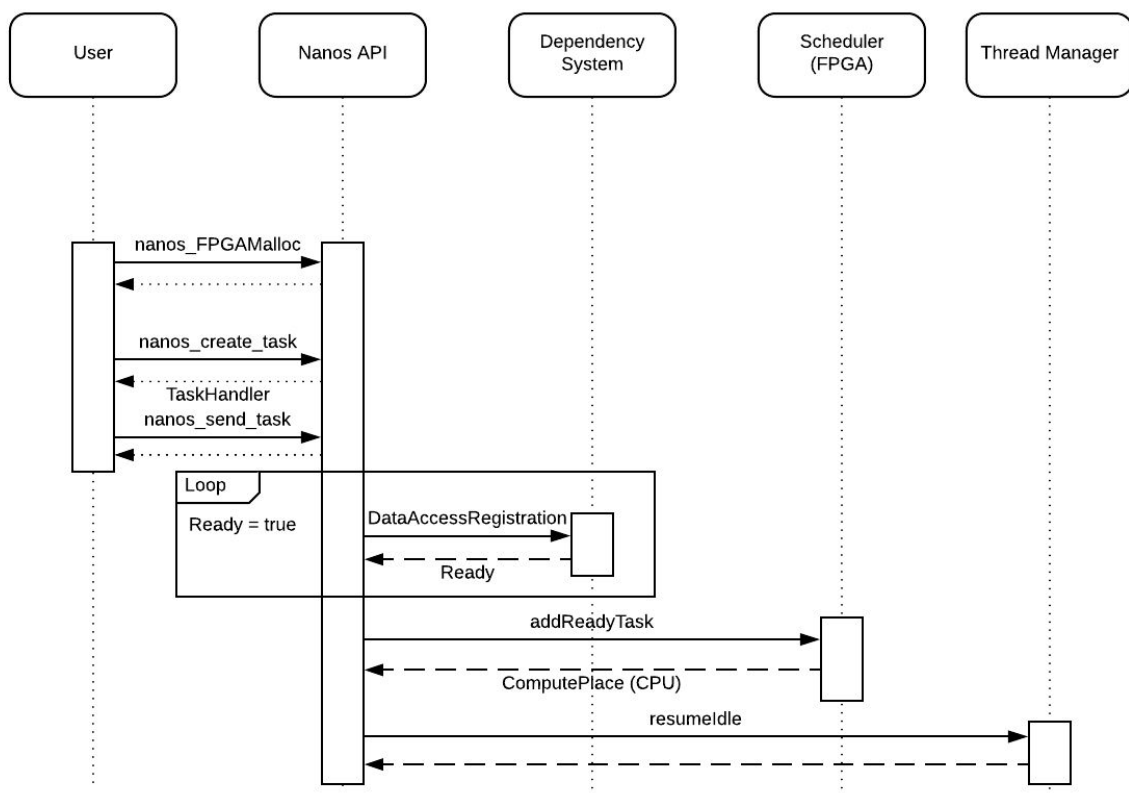 User
Nanos API
Dependency
System
Scheduler
(FPGA)
Thread Manager
nanos_FPGAMalloc
nanos_create_task
TaskHandler
nanos_send_task
Loop
Ready = true
DataAccessRegistration
Ready
addReadyTask
ComputePlace (CPU)
resumeIdle